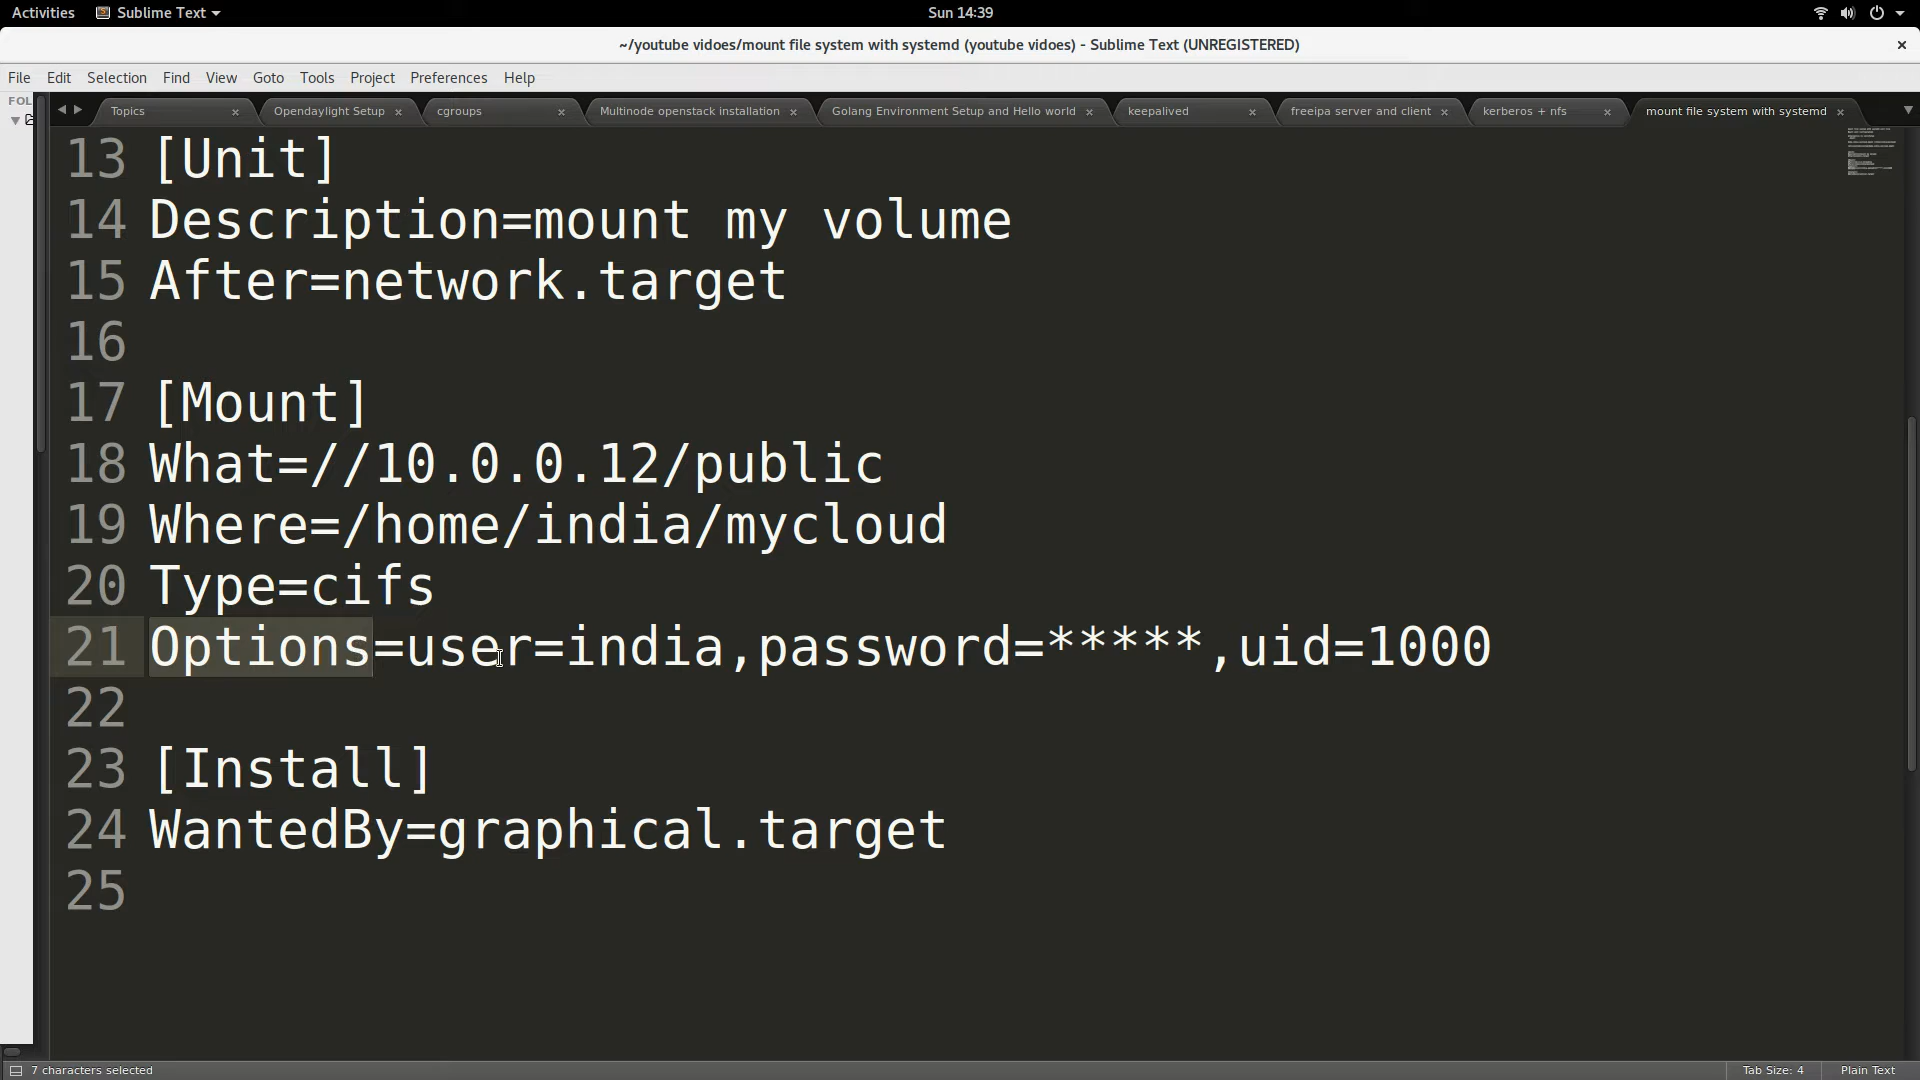 Activities Sublime Text Sun 14:39
~/youtube vidoes/mount file system with systemd (youtube vidoes) - Sublime Text (UNREGISTERED)
File Edit Selection Find View Goto Tools Project Preferences Help
FOL
Topics Opendaylight Setup cgroups Multinode openstack installation Golang Environment Setup and Hello world keepalived freeipa server and client kerberos + nfs mount file system with systemd
13 [Unit]
14 Description=mount my volume
15 After=network.target
16
17 [Mount]
18 What=//10.0.0.12/public
19 Where=/home/india/mycloud
20 Type=cifs
21 Options=user=india,password=*****,uid=1000
22
23 [Install]
24 WantedBy=graphical.target
25
7 characters selected Tab Size: 4 Plain Text